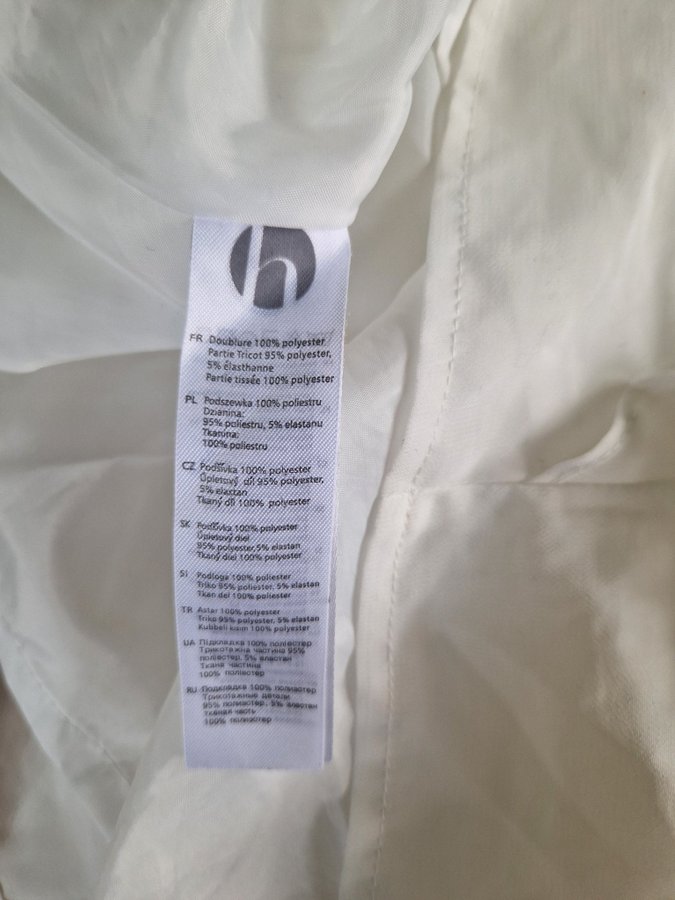 h
FR Doublure 100% polyester
Partie Tricot 95% polyester,
5% élasthanne
Partie tissée 100% polyester
PL Podszewka 100% poliestru
Dzianina:
95% poliestru, 5% elastanu
Tkanina:
100% poliestru
CZ Podšívka 100% polyester
Úpletový díl 95% polyester,
5% elastan
Tkaný díl 100% polyester
SK Podšívka 100% polyester
Úpletový diel
95% polyester, 5% elastan
Tkaný diel 100% polyester
SI Podloga 100% poliester
Triko 95% poliester, 5% elastan
Tkan del 100% poliester
TR Astar 100% polyester
Triko 95% polyester, 5% elastan
Kubbeli kısım 100% polyester
UA Підкладка 100% поліестер
Трикотажна частина 95%
поліестер, 5% еластан
Ткана частина
100% поліестер
RU Подкладка 100% полиэстер
Трикотажные детали
95% полиэстер, 5% эластан
тканая часть
100% полиэстер